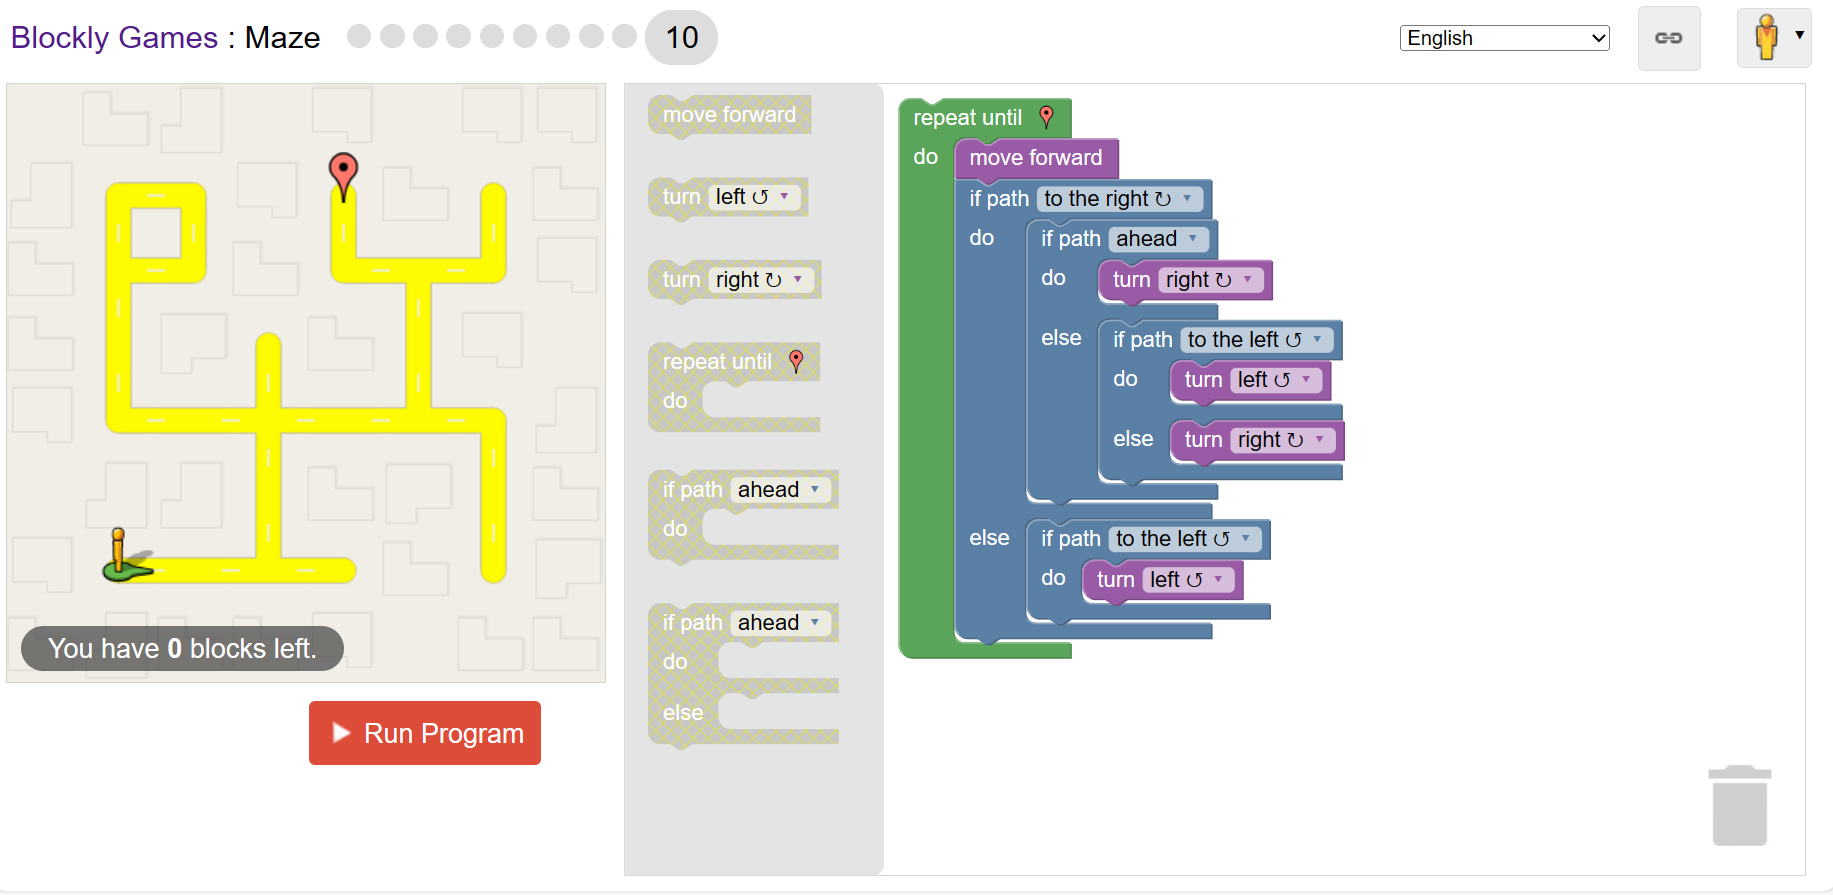 Blockly Games : Maze
10
English
You have 0 blocks left.
Run Program
move forward
turn left ↺ ▼
turn right ↻ ▼
repeat until
do
if path ahead ▼
do
if path ahead ▼
do
else
repeat until
do
move forward
if path to the right ↻ ▼
do
if path ahead ▼
do
turn right ↻ ▼
else
if path to the left ↺ ▼
do
turn left ↺ ▼
else
turn right ↻ ▼
else
if path to the left ↺ ▼
do
turn left ↺ ▼